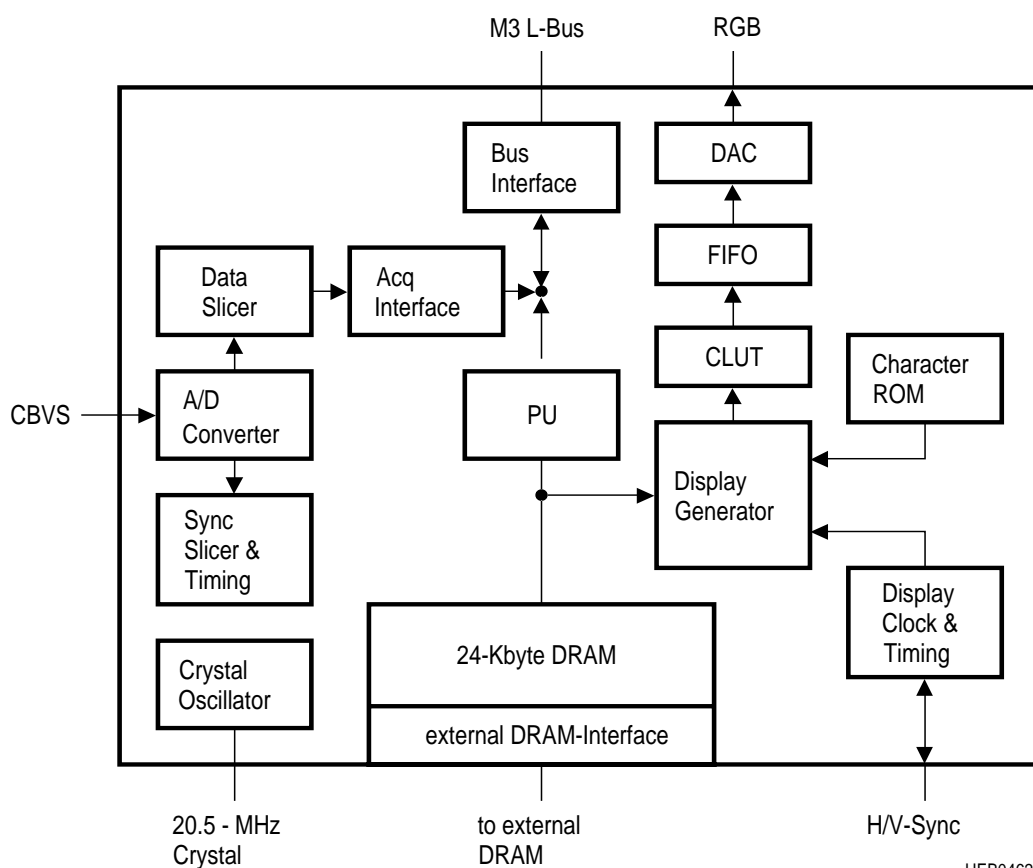 M3 L-Bus
RGB
Bus
Interface
DAC
FIFO
Data
Slicer
Acq
Interface
CLUT
Character
ROM
CBVS
A/D
Converter
PU
Display
Generator
Sync
Slicer &
Timing
Display
Clock &
Timing
24-Kbyte DRAM
Crystal
Oscillator
external DRAM-Interface
20.5 - MHz
Crystal
to external
DRAM
H/V-Sync